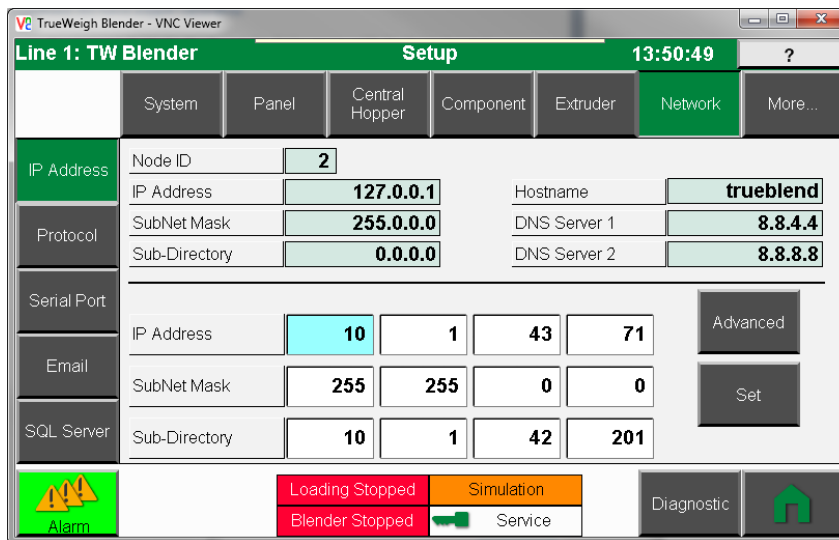 TrueWeigh Blender - VNC Viewer
Line 1: TW Blender Setup 13:50:49 ?
System Panel Central Hopper Component Extruder Network More...
IP Address
Protocol
Serial Port
Email
SQL Server
Node ID 2
IP Address 127.0.0.1 Hostname trueblend
SubNet Mask 255.0.0.0 DNS Server 1 8.8.4.4
Sub-Directory 0.0.0.0 DNS Server 2 8.8.8.8
IP Address 10 1 43 71
SubNet Mask 255 255 0 0
Sub-Directory 10 1 42 201
Advanced
Set
Alarm
Loading Stopped Simulation
Blender Stopped Service
Diagnostic